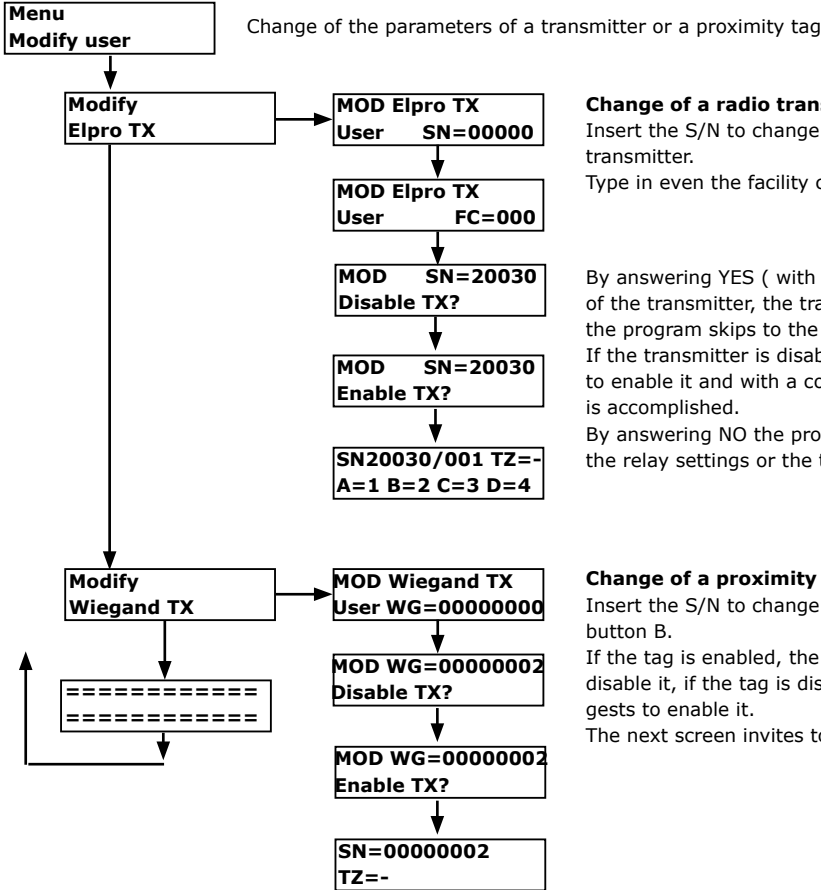 Menu
Modify user
Change of the parameters of a transmitter or a proximity tag
Modify
Elpro TX
MOD Elpro TX
User SN=00000
Change of a radio trans
Insert the S/N to change
transmitter.
Type in even the facility
MOD Elpro TX
User FC=000
MOD SN=20030
Disable TX?
By answering YES ( with
of the transmitter, the tra
the program skips to the
If the transmitter is disab
to enable it and with a co
is accomplished.
By answering NO the pro
the relay settings or the
MOD SN=20030
Enable TX?
SN20030/001 TZ=-
A=1 B=2 C=3 D=4
Modify
Wiegand TX
MOD Wiegand TX
User WG=00000000
Change of a proximity
Insert the S/N to change
button B.
If the tag is enabled, the
disable it, if the tag is dis
gests to enable it.
The next screen invites to
============
============
MOD WG=00000002
Disable TX?
MOD WG=00000002
Enable TX?
SN=00000002
TZ=-